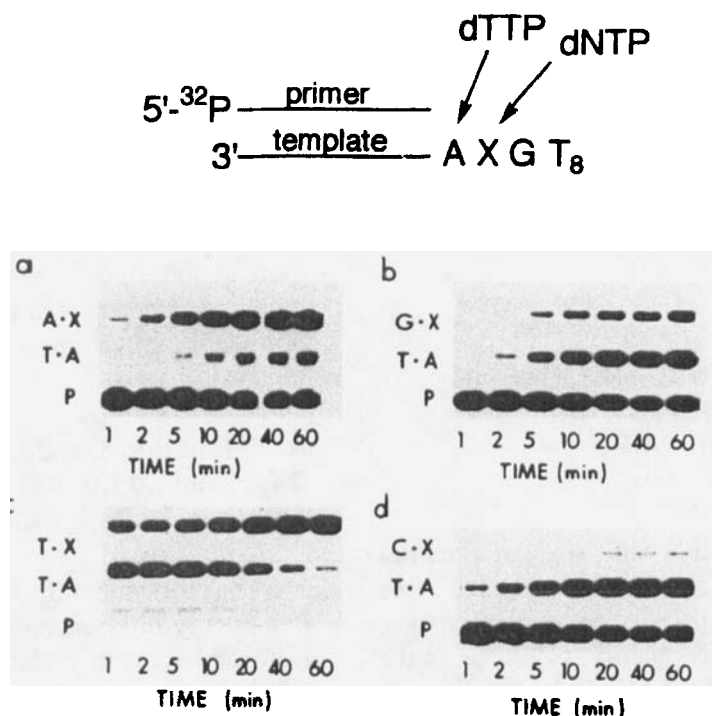 dTTP dNTP
5'-³²P primer
3' template A X G T₈
a
A·X
T·A
P
1 2 5 10 20 40 60
TIME (min)
b
G·X
T·A
P
1 2 5 10 20 40 60
TIME (min)
T·X
T·A
P
1 2 5 10 20 40 60
TIME (min)
d
C·X
T·A
P
1 2 5 10 20 40 60
TIME (min)